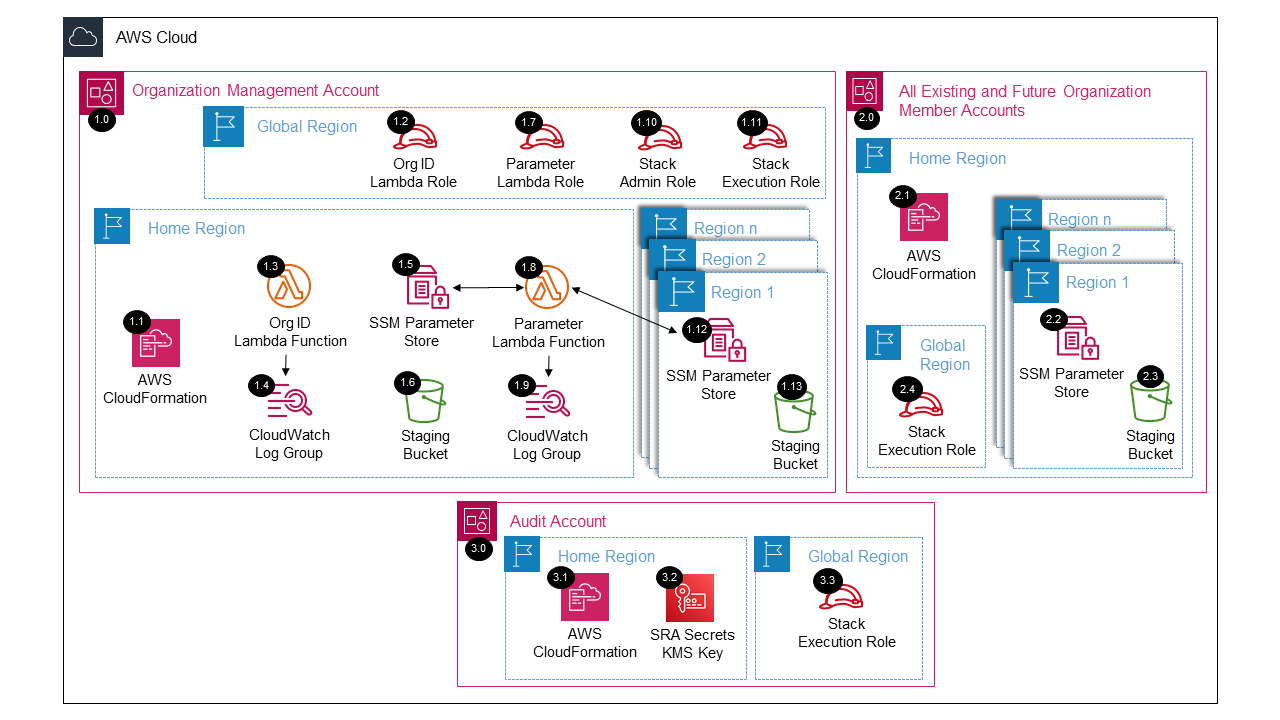 AWS Cloud
Organization Management Account
1.0
Global Region
1.2
Org ID
Lambda Role
1.7
Parameter
Lambda Role
1.10
Stack
Admin Role
1.11
Stack
Execution Role
Home Region
1.1
AWS
CloudFormation
1.3
Org ID
Lambda Function
1.4
CloudWatch
Log Group
1.5
SSM Parameter
Store
1.6
Staging
Bucket
1.8
Parameter
Lambda Function
1.9
CloudWatch
Log Group
Region n
Region 2
Region 1
1.12
SSM Parameter
Store
1.13
Staging
Bucket
All Existing and Future Organization
Member Accounts
2.0
Home Region
2.1
AWS
CloudFormation
Region n
Region 2
Region 1
2.2
SSM Parameter
Store
2.3
Staging
Bucket
Global
Region
2.4
Stack
Execution Role
Audit Account
3.0
Home Region
3.1
AWS
CloudFormation
3.2
SRA Secrets
KMS Key
Global Region
3.3
Stack
Execution Role